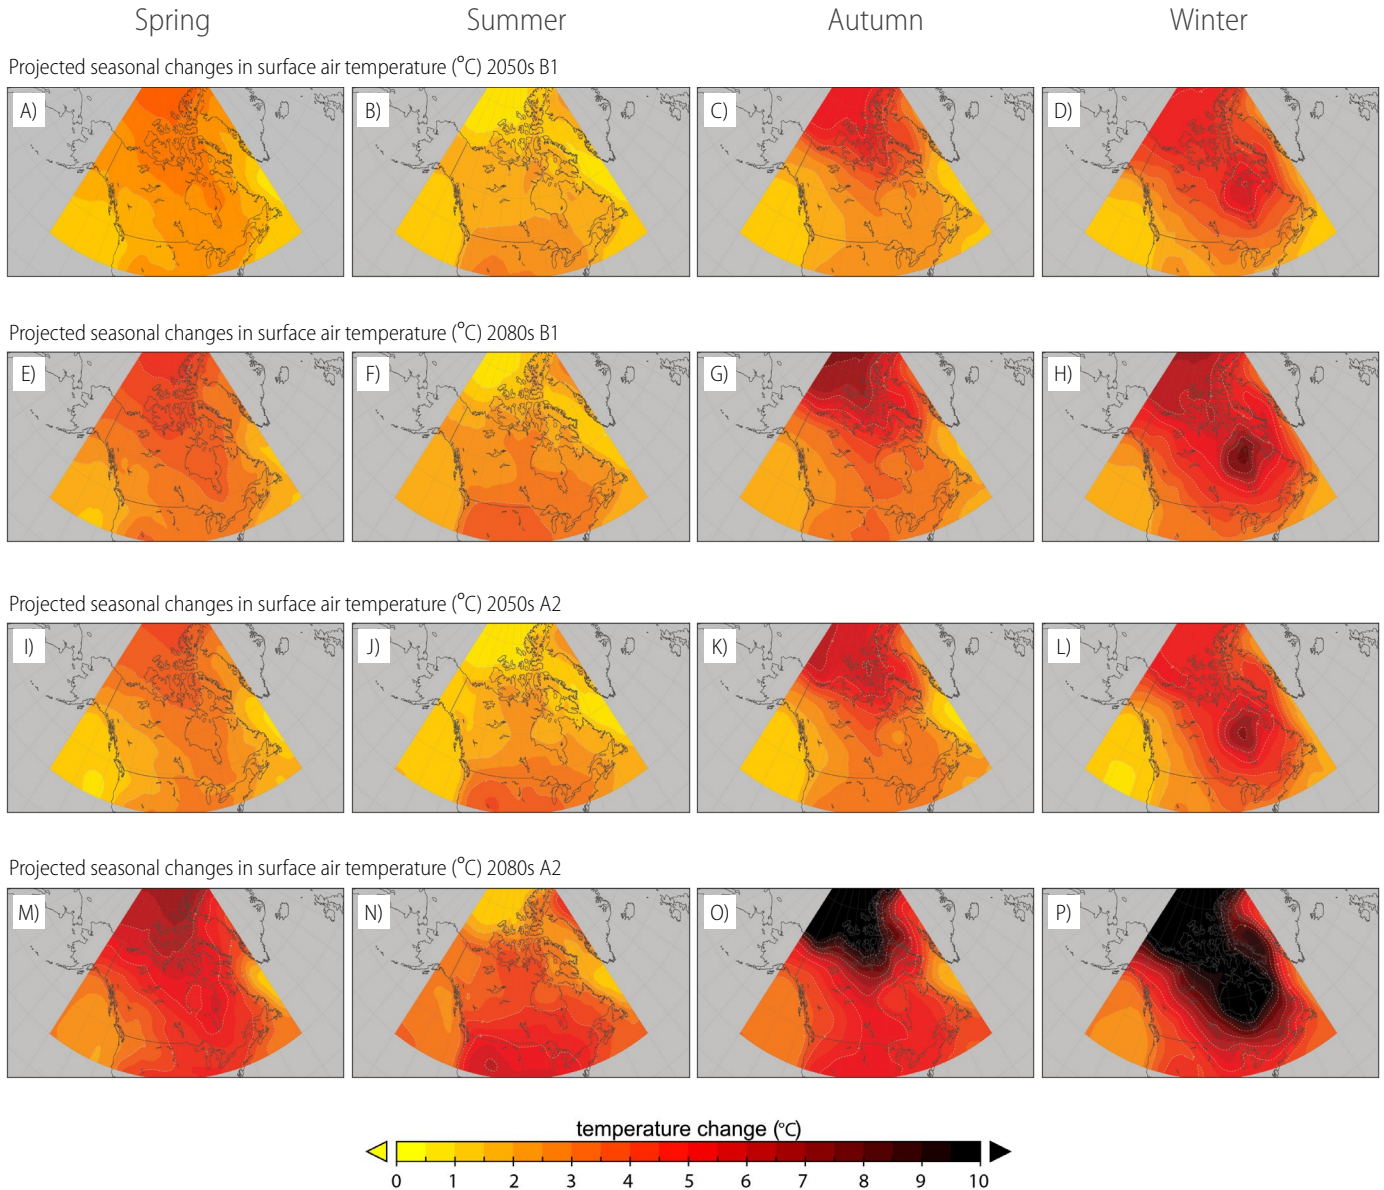 Spring Summer Autumn Winter
Projected seasonal changes in surface air temperature (°C) 2050s B1
A) B) C) D)
Projected seasonal changes in surface air temperature (°C) 2080s B1
E) F) G) H)
Projected seasonal changes in surface air temperature (°C) 2050s A2
I) J) K) L)
Projected seasonal changes in surface air temperature (°C) 2080s A2
M) N) O) P)
temperature change (°C)
0 1 2 3 4 5 6 7 8 9 10